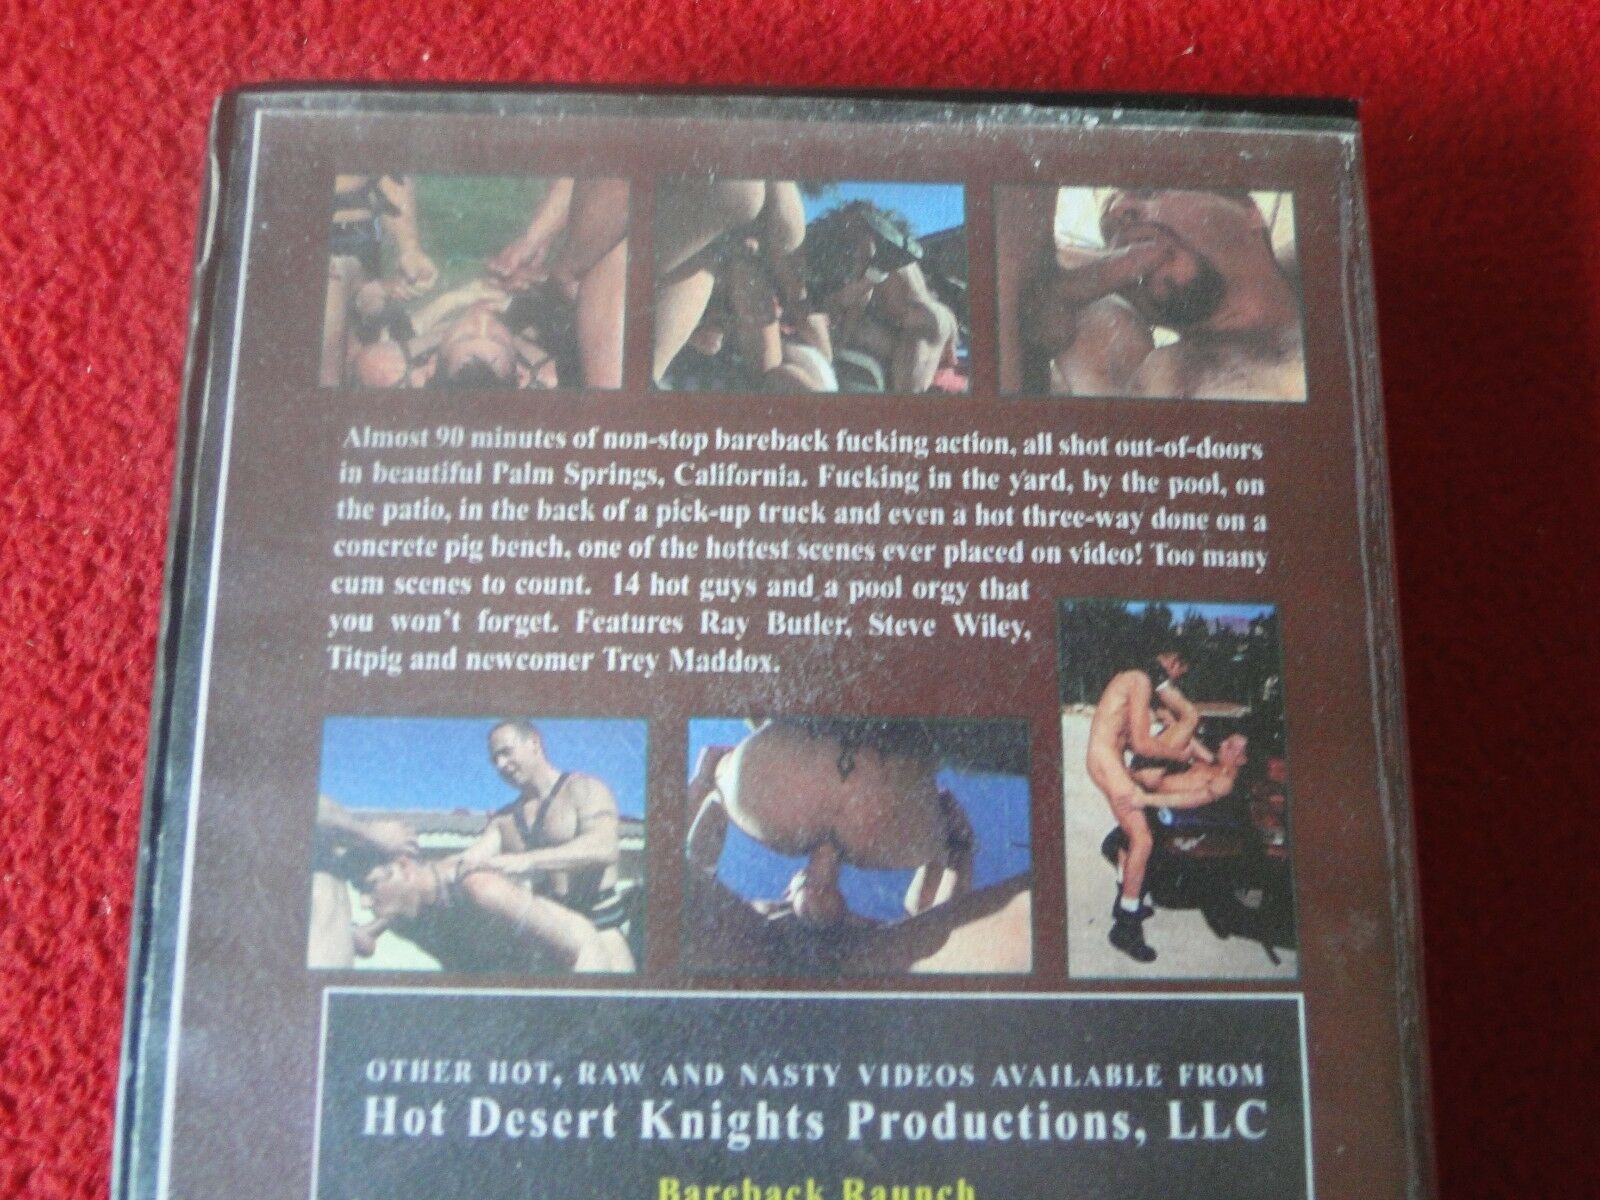 Almost 90 minutes of non-stop bareback fucking action, all shot out-of-doors
in beautiful Palm Springs, California. Fucking in the yard, by the pool, on
the patio, in the back of a pick-up truck and even a hot three-way done on a
concrete pig bench, one of the hottest scenes ever placed on video! Too many
cum scenes to count. 14 hot guys and a pool orgy that
you won't forget. Features Ray Butler, Steve Wiley,
Titpig and newcomer Trey Maddox.
OTHER HOT, RAW AND NASTY VIDEOS AVAILABLE FROM
Hot Desert Knights Productions, LLC
Bareback Raunch